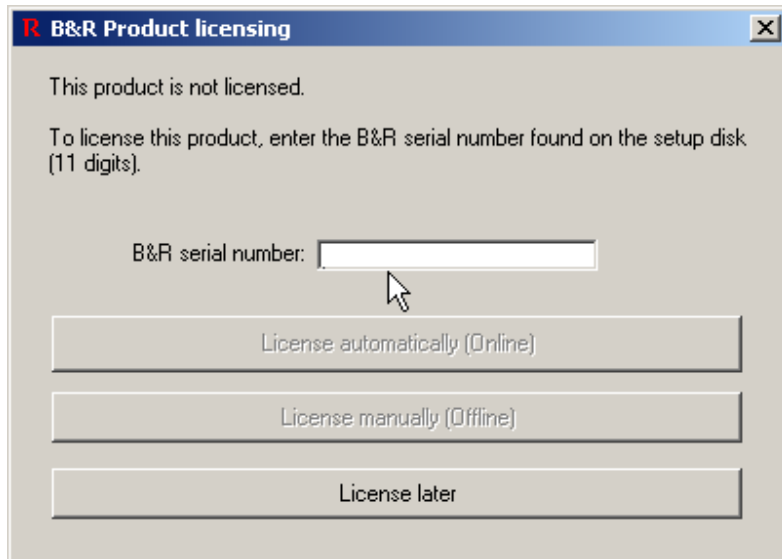 R B&R Product licensing
This product is not licensed.
To license this product, enter the B&R serial number found on the setup disk
(11 digits).
B&R serial number:
License automatically (Online)
License manually (Offline)
License later